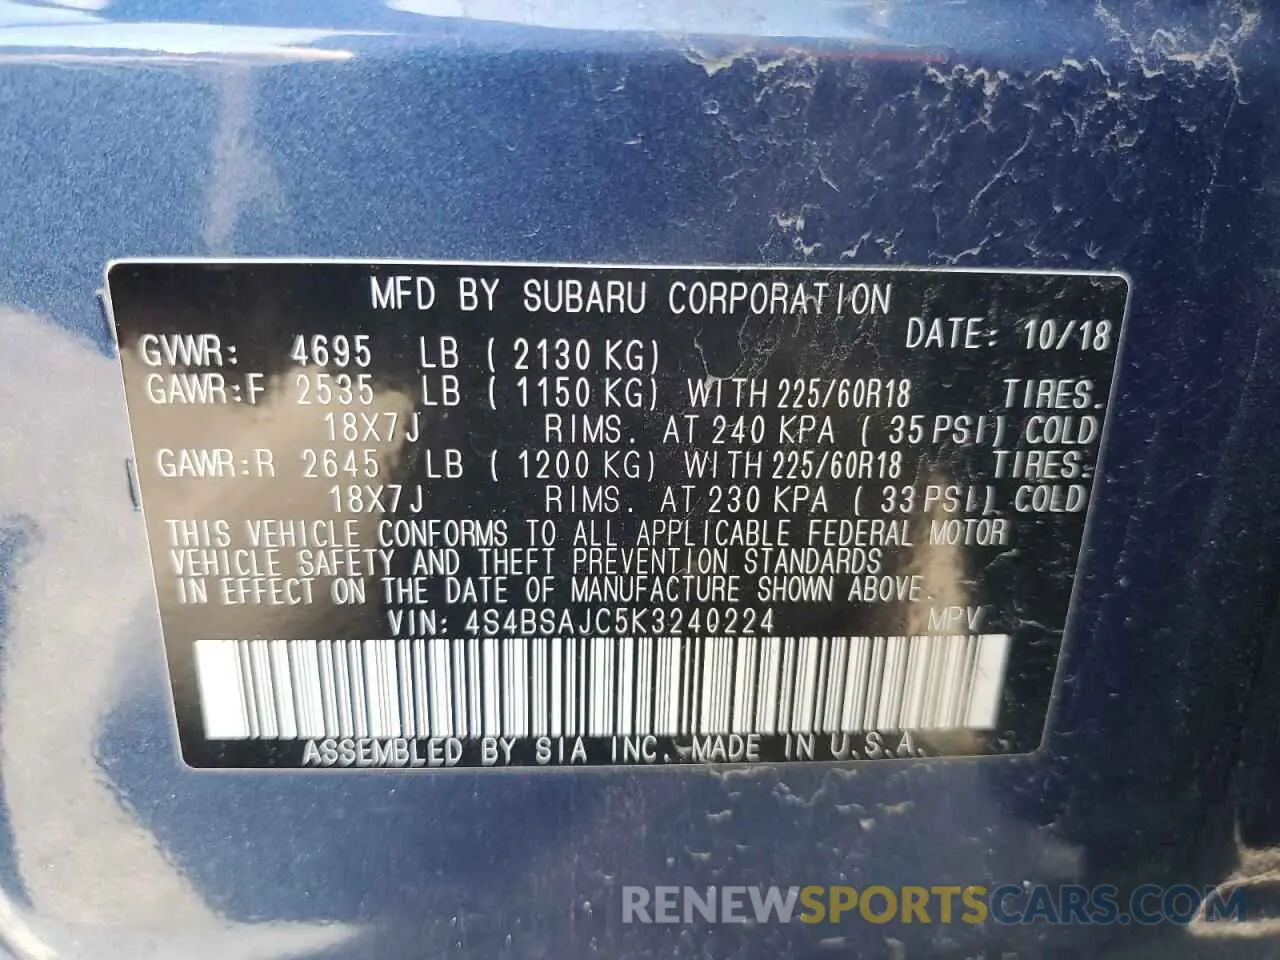 MFD BY SUBARU CORPORATION
DATE: 10/18
GVWR: 4695 LB ( 2130 KG)
GAWR:F 2535 LB ( 1150 KG) WITH 225/60R18 TIRES.
18X7J RIMS. AT 240 KPA ( 35 PSI) COLD
GAWR:R 2645 LB ( 1200 KG) WITH 225/60R18 TIRES.
18X7J RIMS. AT 230 KPA ( 33 PSI) COLD
THIS VEHICLE CONFORMS TO ALL APPLICABLE FEDERAL MOTOR
VEHICLE SAFETY AND THEFT PREVENTION STANDARDS
IN EFFECT ON THE DATE OF MANUFACTURE SHOWN ABOVE.
VIN: 4S4BSAJC5K3240224 MPV
ASSEMBLED BY SIA INC. MADE IN U.S.A.
RENEWSPORTSCARS.COM